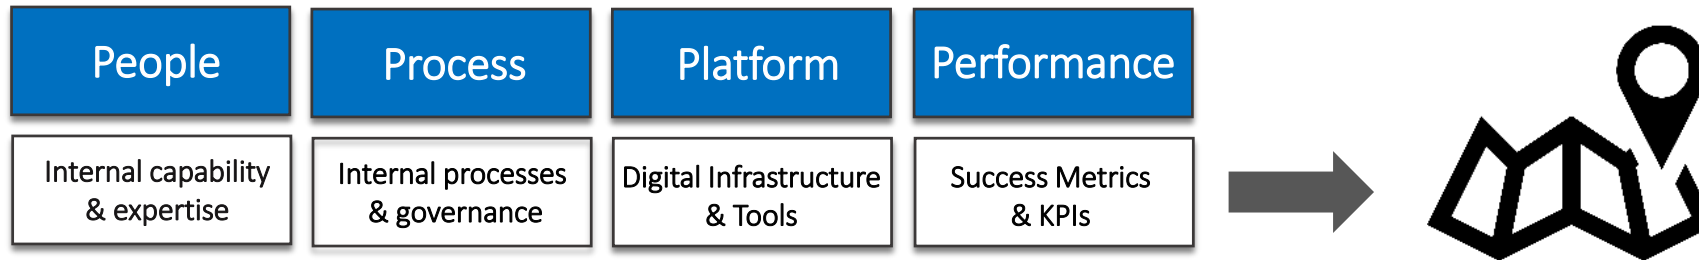 People
Process
Platform
Performance
Internal capability
& expertise
Internal processes
& governance
Digital Infrastructure
& Tools
Success Metrics
& KPIs